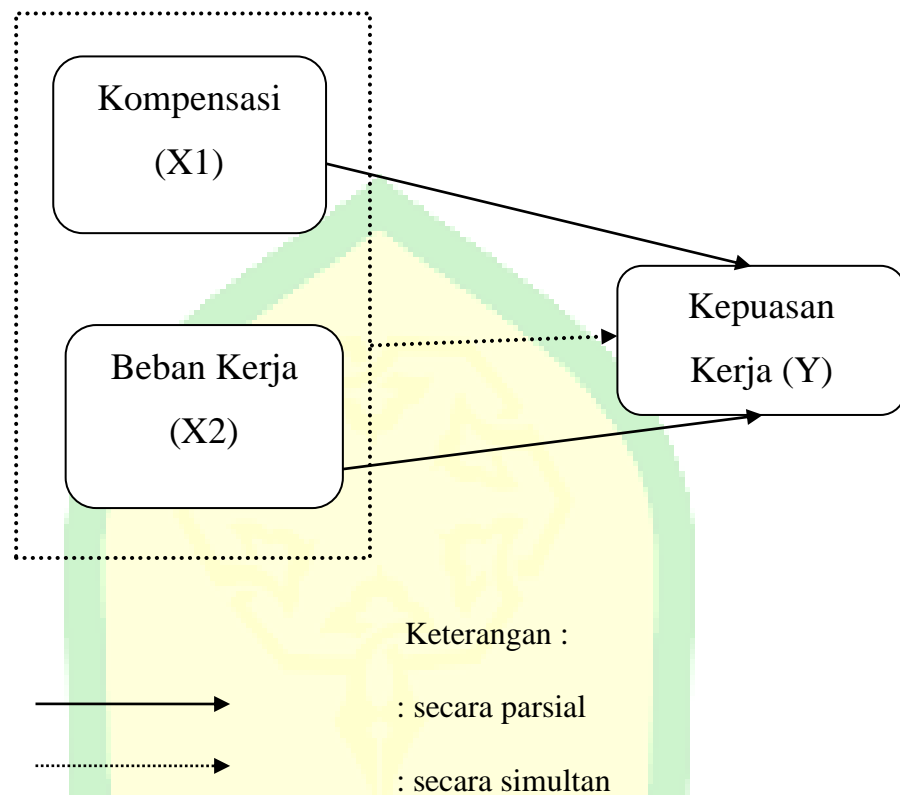 Kompensasi
(X1)
Kepuasan
Kerja (Y)
Beban Kerja
(X2)
Keterangan :
: secara parsial
: secara simultan